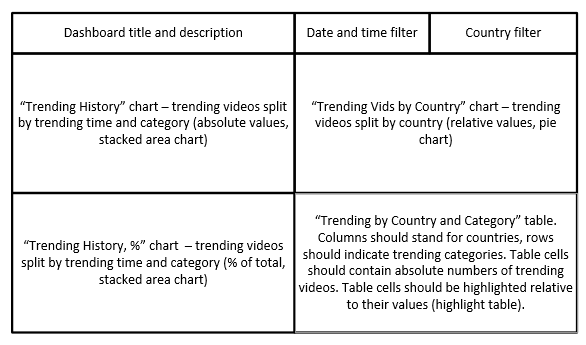 Dashboard title and description
Date and time filter
Country filter
“Trending History” chart – trending videos split
by trending time and category (absolute values,
stacked area chart)
“Trending Vids by Country” chart – trending
videos split by country (relative values, pie
chart)
“Trending History, %” chart – trending videos
split by trending time and category (% of total,
stacked area chart)
“Trending by Country and Category” table.
Columns should stand for countries, rows
should indicate trending categories. Table cells
should contain absolute numbers of trending
videos. Table cells should be highlighted relative
to their values (highlight table).